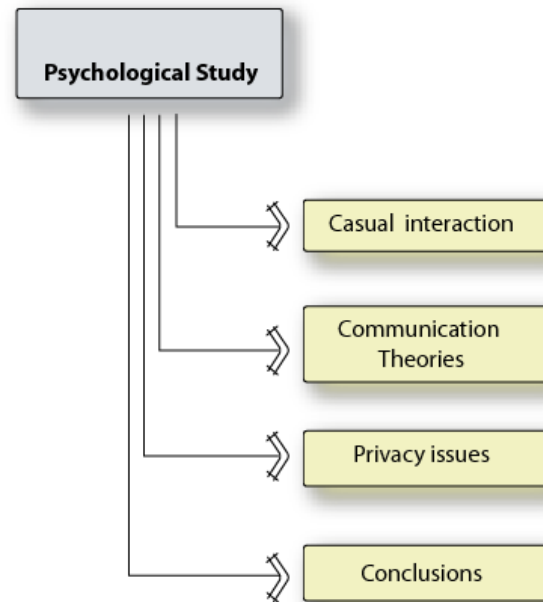 Psychological Study
Casual interaction
Communication
Theories
Privacy issues
Conclusions